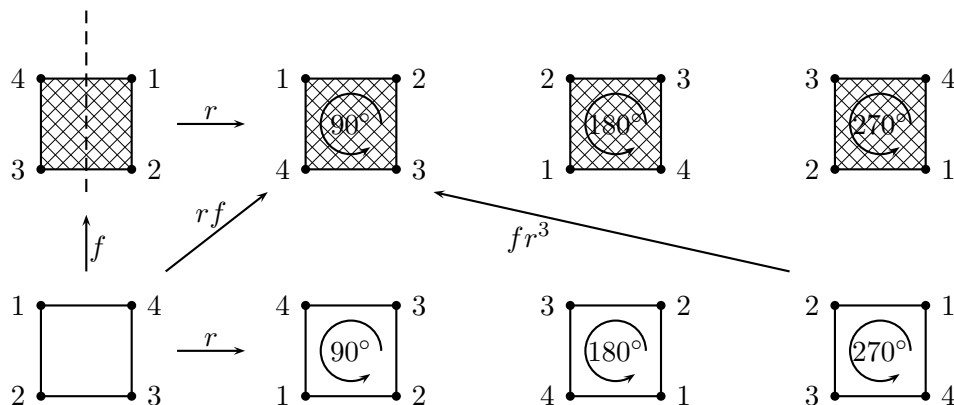 4 1 1 2 2 3 3 4
r 90° 180° 270°
3 2 4 3 1 4 2 1
rf
f fr³
1 4 4 3 3 2 2 1
r 90° 180° 270°
2 3 1 2 4 1 3 4